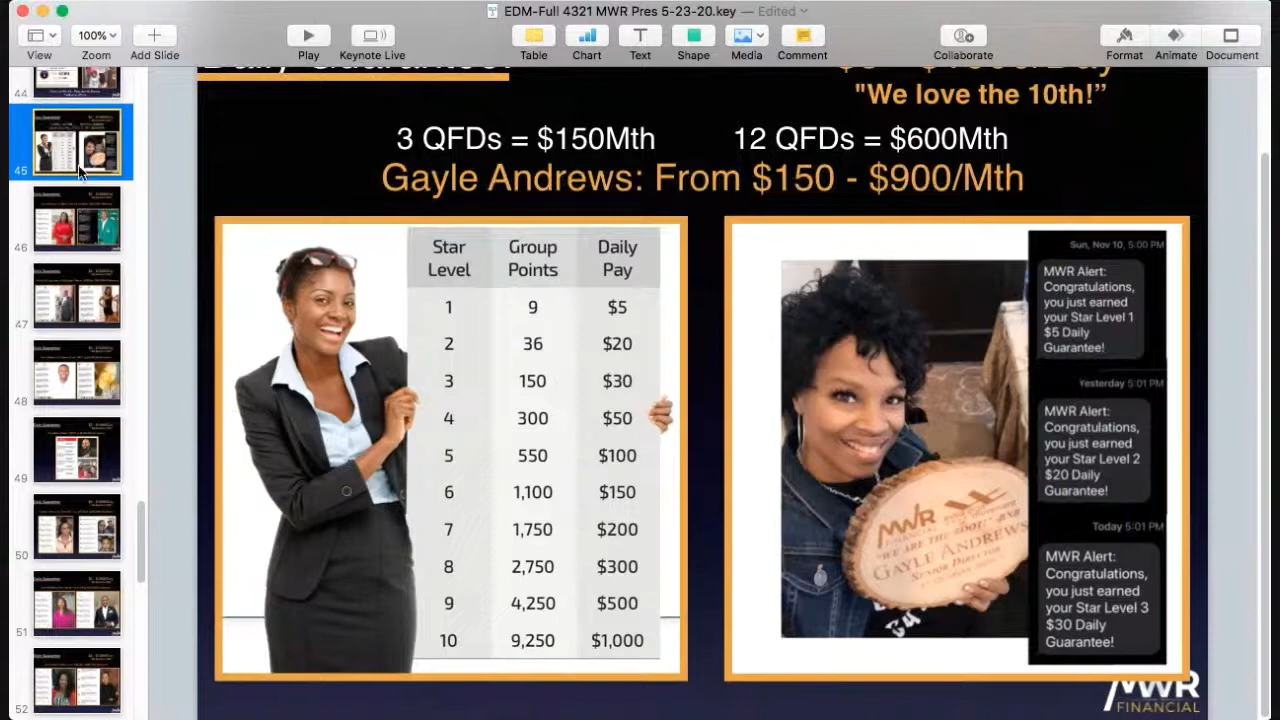 EDM-Full 4321 MWR Pres 5-23-20.key — Edited
100%
View
Zoom
Add Slide
Play
Keynote Live
Table
Chart
Text
Shape
Media
Comment
Collaborate
Format
Animate
Document
"We love the 10th!”
3 QFDs = $150Mth
12 QFDs = $600Mth
Gayle Andrews: From $150 - $900/Mth
Star Level Group Points Daily Pay
1 9 $5
2 36 $20
3 150 $30
4 300 $50
5 550 $100
6 1,100 $150
7 1,750 $200
8 2,750 $300
9 4,250 $500
10 9,250 $1,000
MWR
FINANCIAL
"WE ARE THE ROOT"
GAYLE ANDREWS
SENIOR DIRECTOR
Sun, Nov 10, 5:00 PM
MWR Alert:
Congratulations,
you just earned
your Star Level 1
$5 Daily
Guarantee!
Yesterday 5:01 PM
MWR Alert:
Congratulations,
you just earned
your Star Level 2
$20 Daily
Guarantee!
Today 5:01 PM
MWR Alert:
Congratulations,
you just earned
your Star Level 3
$30 Daily
Guarantee!
MWR
FINANCIAL
44
45
46
47
48
49
50
51
52